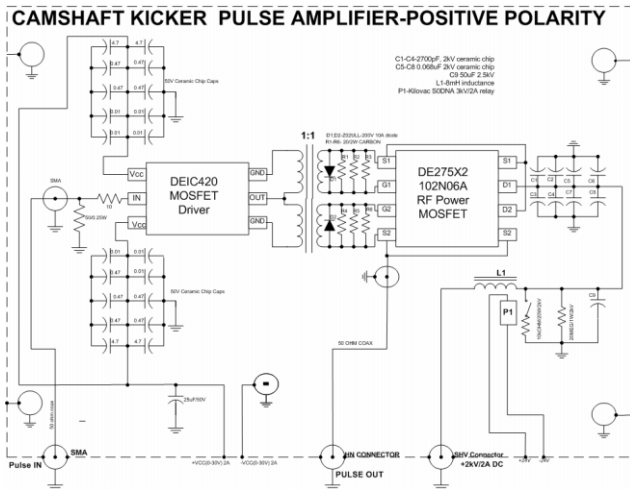 CAMSHAFT KICKER PULSE AMPLIFIER-POSITIVE POLARITY
C1-C4-2700pF, 2kV ceramic chip
C5-C8 0.068uF 2kV ceramic chip
C9 50uF 2.5kV
L1-8mH inductance
P1-Kilovac S0DNA 3kV/2A relay
4.7 4.7
0.47 0.47
0.47 0.47
0.01 0.01
0.01 0.01
50V Ceramic Chip Caps
1:1
R1-R6- 20/2W CARBON
SMA
10
50/0.25W
Vcc
IN
Vcc
DEIC420
MOSFET
Driver
GND
OUT
GND
R1 R2 R3
D2
R4 R5 R6
S1
G1
G2
S2
DE275X2
102N06A
RF Power
MOSFET
S1
D1
D2
S2
C1 C2 C5 C6
C3 C4 C7 C8
0.01 0.01
0.01 0.01
0.47 0.47
0.47 0.47
4.7 4.7
50V Ceramic Chip Caps
L1
P1
C9
50 OHM COAX
25uF/50V
50 ohm coax
SMA
Pulse IN
+VCC(0-30V) 2A
-VCC(0-30V) 2A
HN CONNECTOR
PULSE OUT
SHV Connector
+2kV/2A DC
+24V
-24V